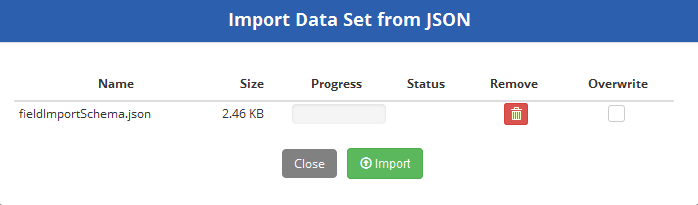 Import Data Set from JSON
Name Size Progress Status Remove Overwrite
fieldImportSchema.json 2.46 KB
Close Import